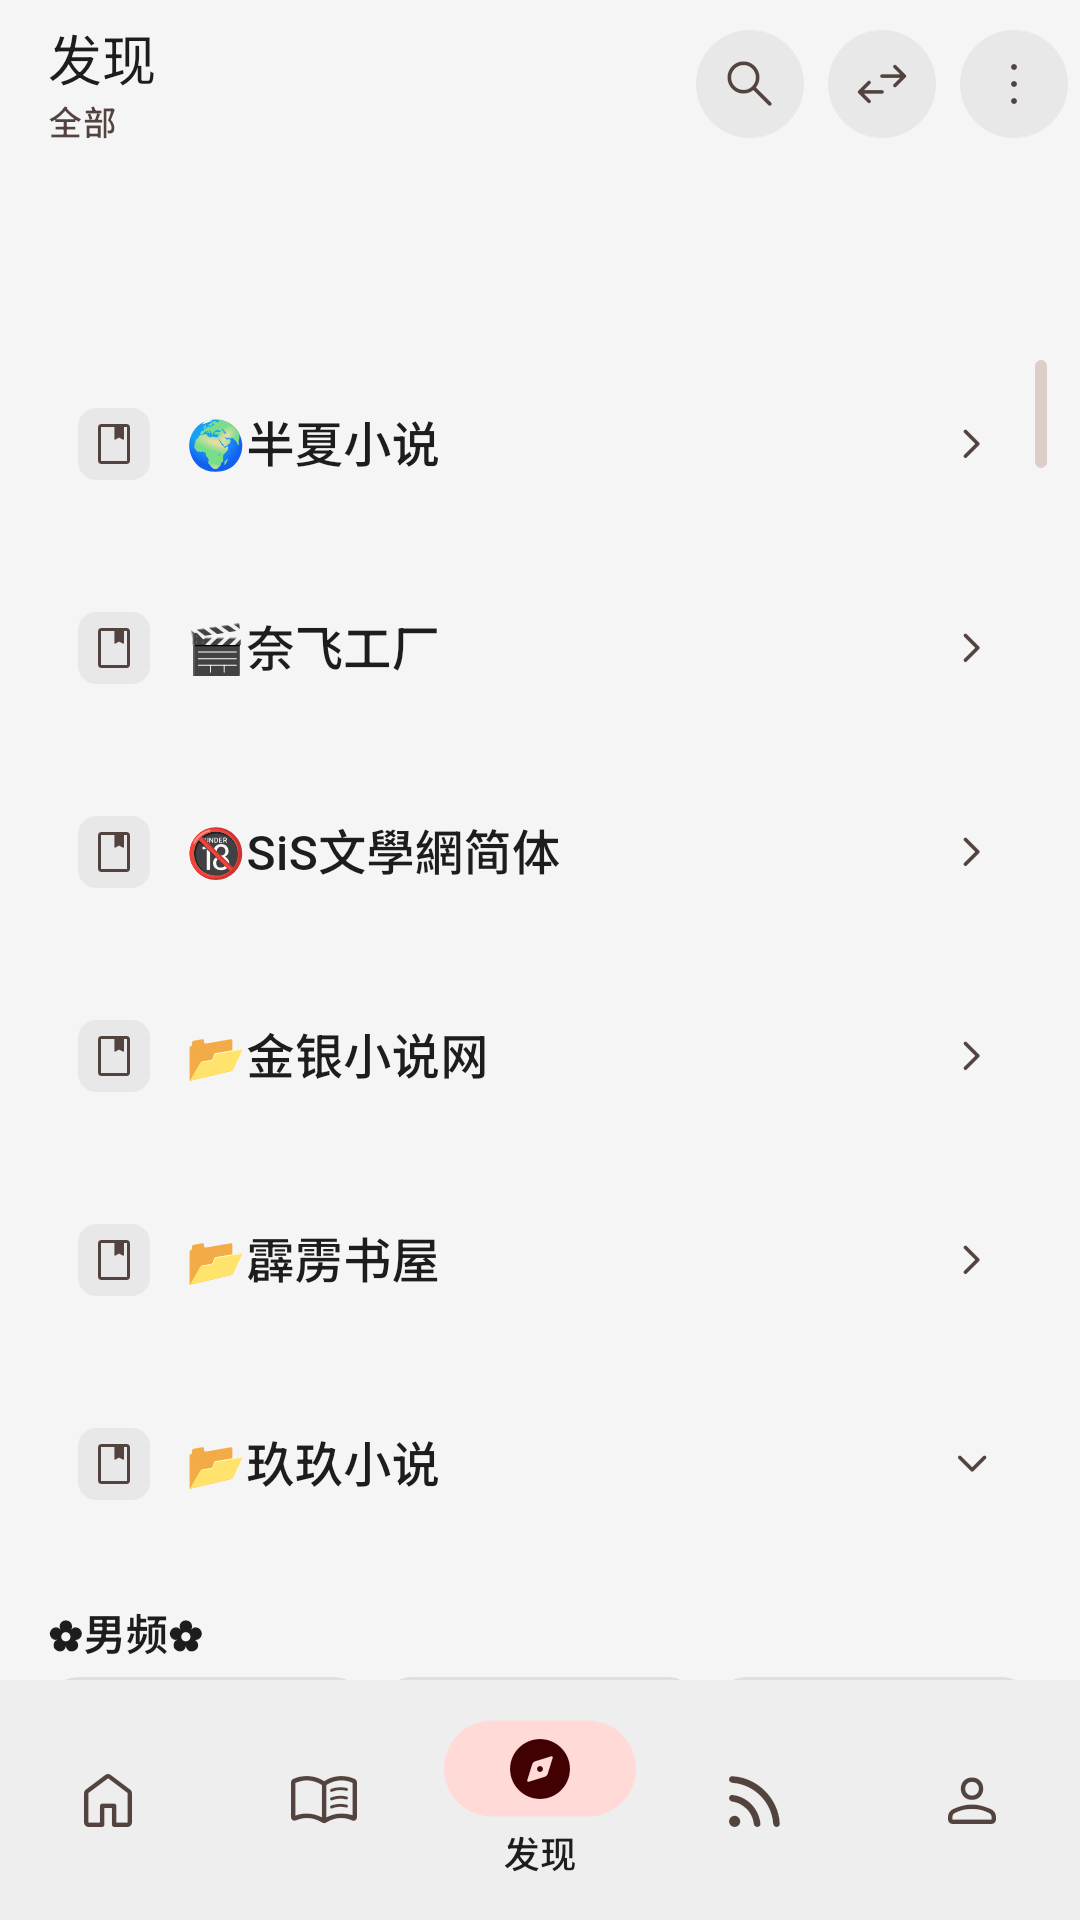 发现
全部
🌍半夏小说
🎬奈飞工厂
🔞SiS文學網简体
📂金银小说网
📂霹雳书屋
📂玖玖小说
✿男频✿
发现